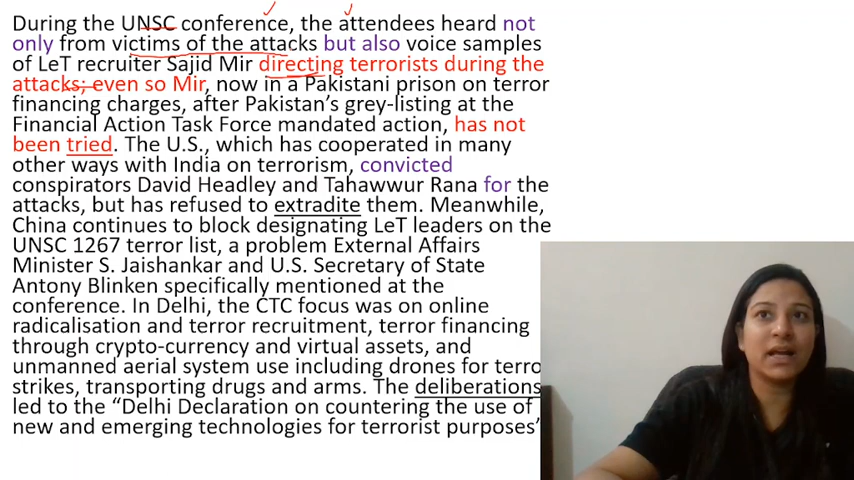 During the UNSC conference, the attendees heard not
only from victims of the attacks but also voice samples
of LeT recruiter Sajid Mir directing terrorists during the
attacks; even so Mir, now in a Pakistani prison on terror
financing charges, after Pakistan’s grey-listing at the
Financial Action Task Force mandated action, has not
been tried. The U.S., which has cooperated in many
other ways with India on terrorism, convicted
conspirators David Headley and Tahawwur Rana for the
attacks, but has refused to extradite them. Meanwhile,
China continues to block designating LeT leaders on the
UNSC 1267 terror list, a problem External Affairs
Minister S. Jaishankar and U.S. Secretary of State
Antony Blinken specifically mentioned at the
conference. In Delhi, the CTC focus was on online
radicalisation and terror recruitment, terror financing
through crypto-currency and virtual assets, and
unmanned aerial system use including drones for terro
strikes, transporting drugs and arms. The deliberations
led to the “Delhi Declaration on countering the use of
new and emerging technologies for terrorist purposes”